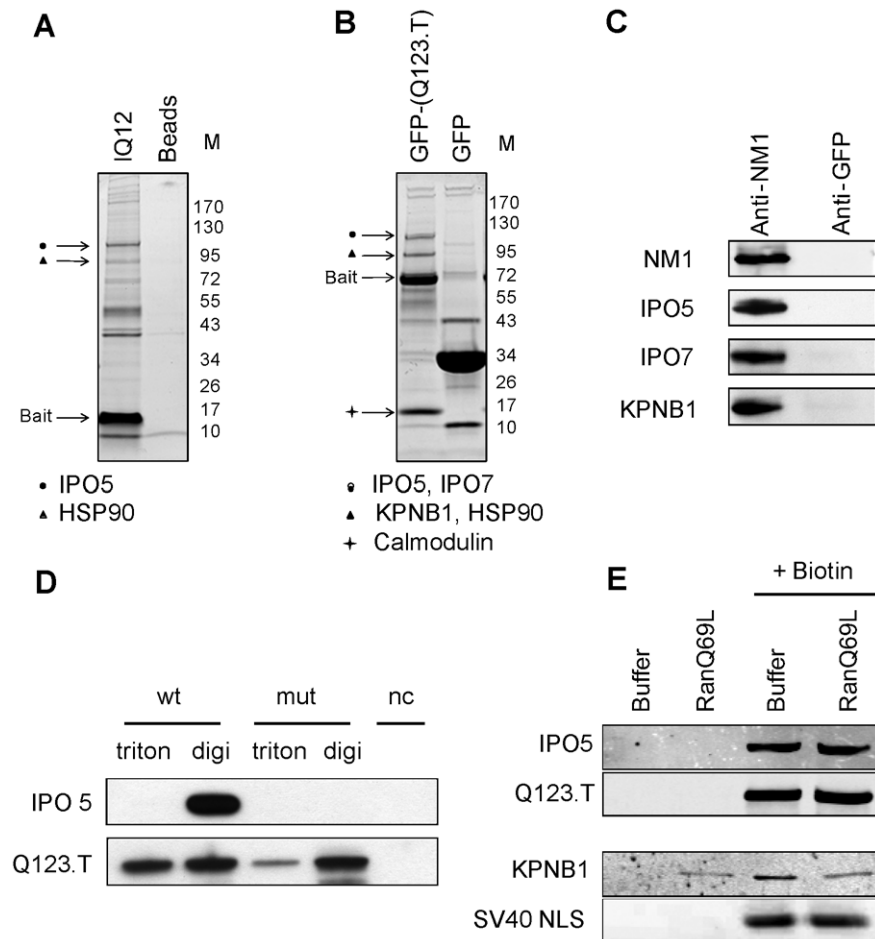 A
IQ12
Beads
M
170
130
95
72
55
43
34
26
17
10
Bait
IPO5
HSP90
B
GFP-(Q123.T)
GFP
M
170
130
95
72
55
43
34
26
17
10
Bait
IPO5, IPO7
KPNB1, HSP90
Calmodulin
C
Anti-NM1
Anti-GFP
NM1
IPO5
IPO7
KPNB1
D
wt mut nc
triton digi triton digi
IPO 5
Q123.T
E
+ Biotin
Buffer
RanQ69L
Buffer
RanQ69L
IPO5
Q123.T
KPNB1
SV40 NLS